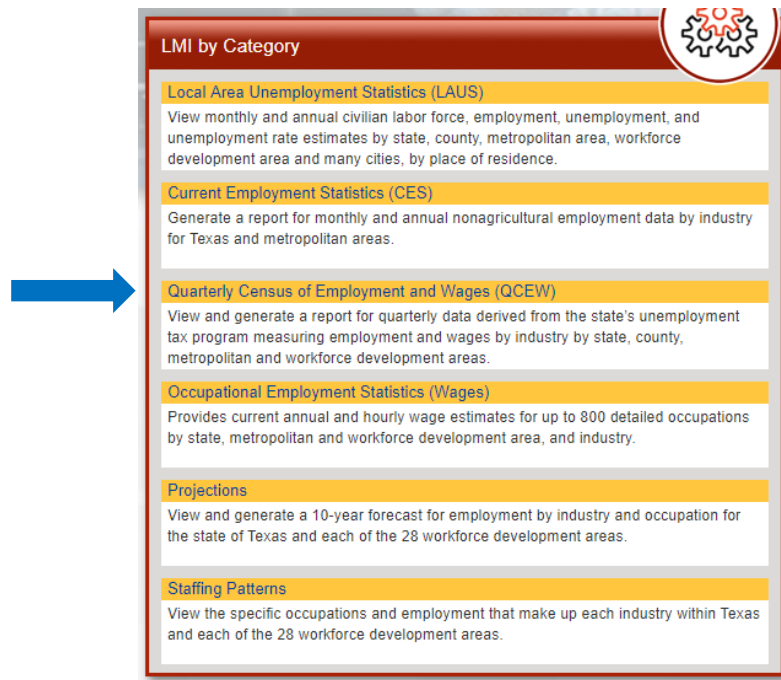 LMI by Category
Local Area Unemployment Statistics (LAUS)
View monthly and annual civilian labor force, employment, unemployment, and
unemployment rate estimates by state, county, metropolitan area, workforce
development area and many cities, by place of residence.
Current Employment Statistics (CES)
Generate a report for monthly and annual nonagricultural employment data by industry
for Texas and metropolitan areas.
Quarterly Census of Employment and Wages (QCEW)
View and generate a report for quarterly data derived from the state's unemployment
tax program measuring employment and wages by industry by state, county,
metropolitan and workforce development areas.
Occupational Employment Statistics (Wages)
Provides current annual and hourly wage estimates for up to 800 detailed occupations
by state, metropolitan and workforce development area, and industry.
Projections
View and generate a 10-year forecast for employment by industry and occupation for
the state of Texas and each of the 28 workforce development areas.
Staffing Patterns
View the specific occupations and employment that make up each industry within Texas
and each of the 28 workforce development areas.